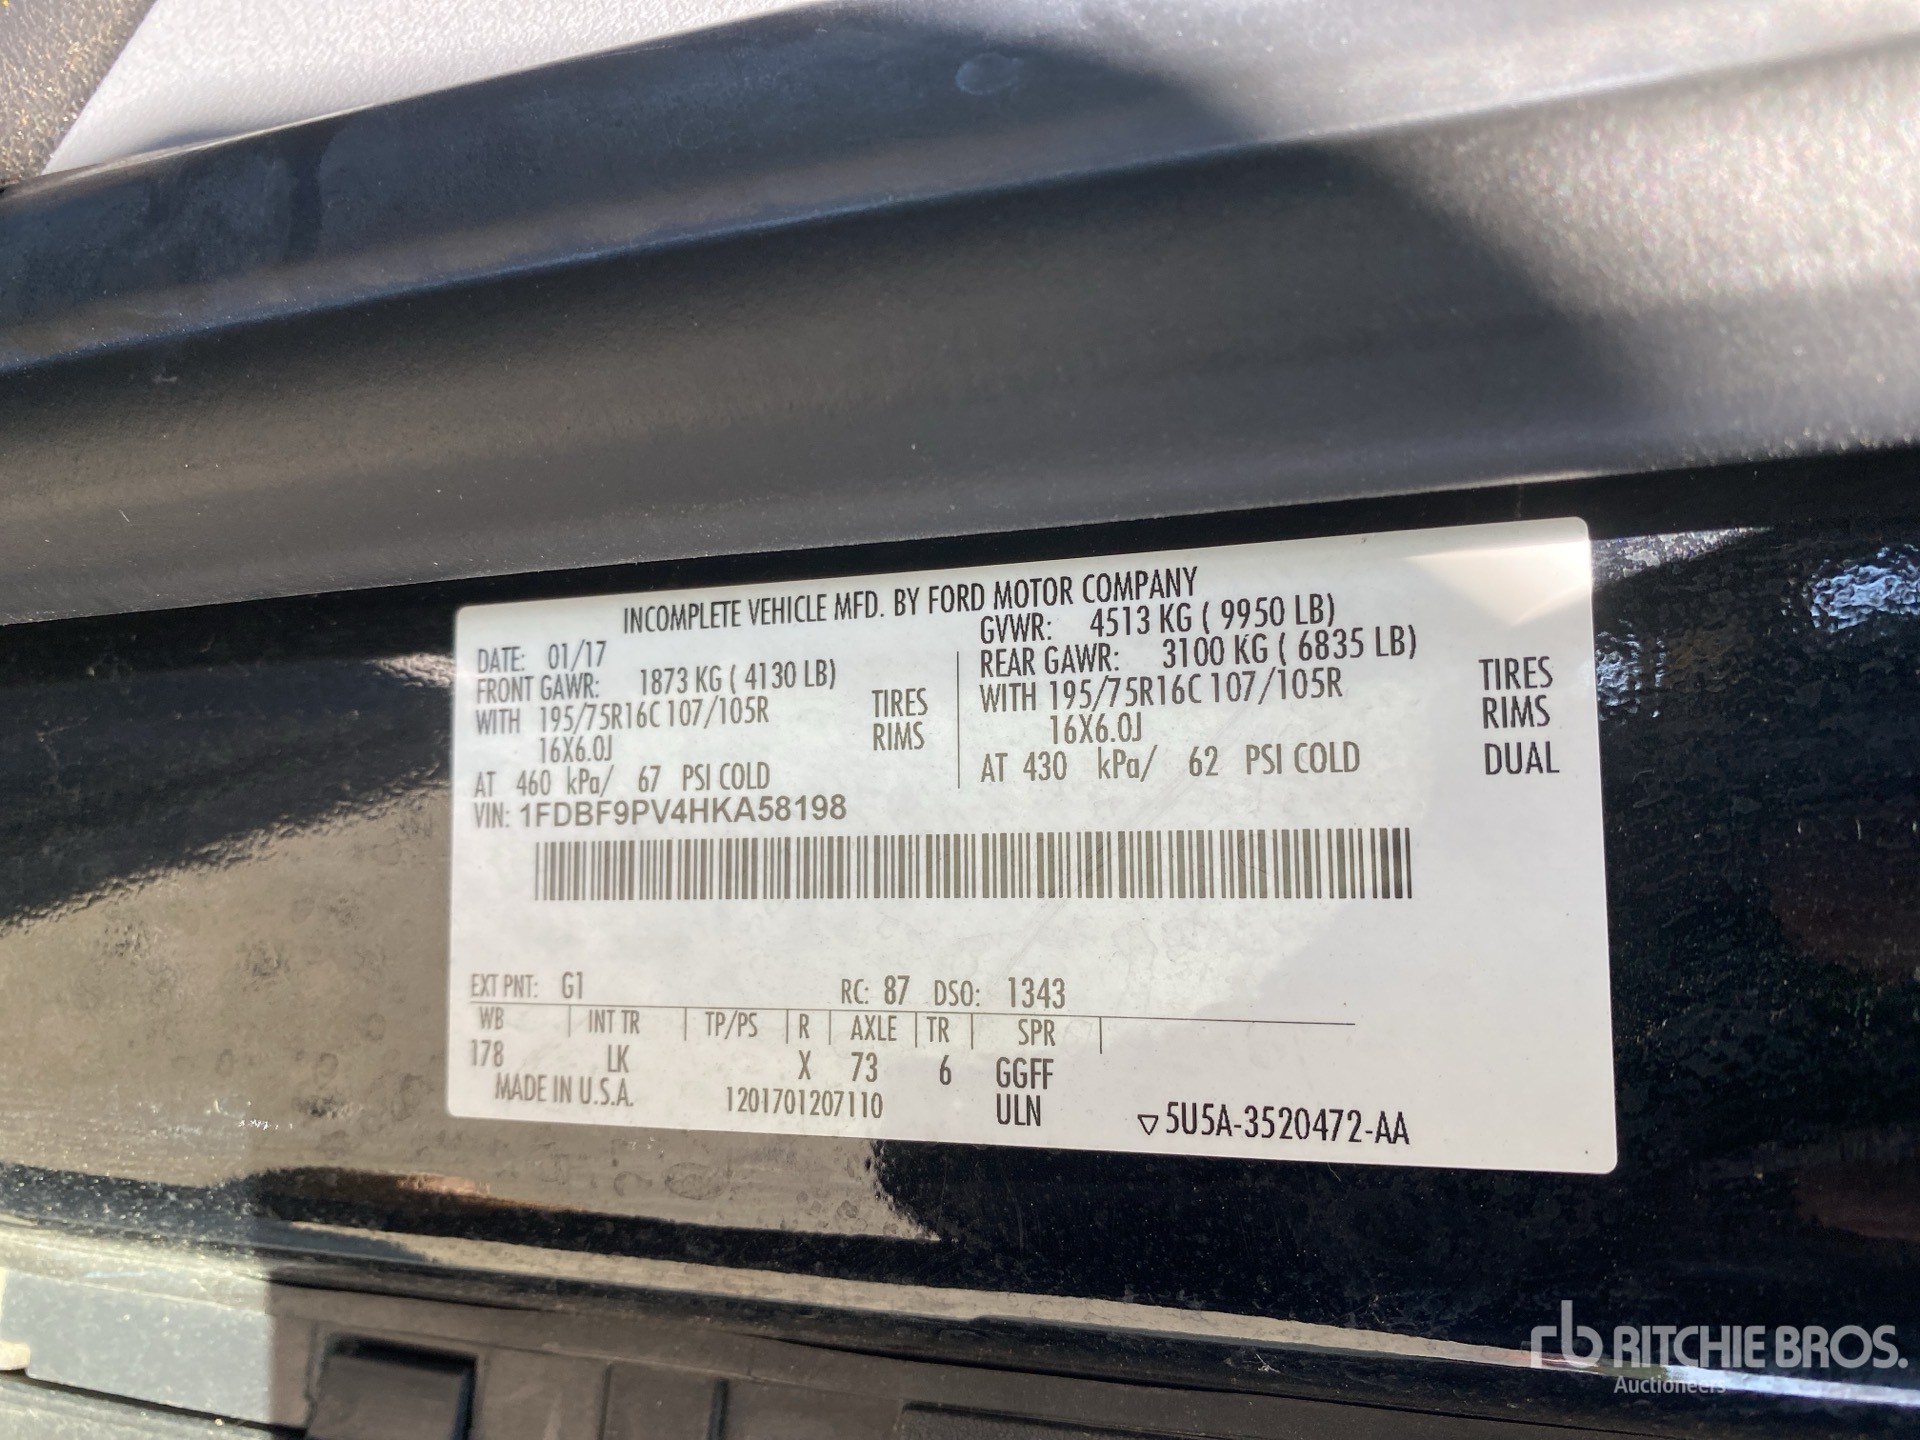 INCOMPLETE VEHICLE MFD. BY FORD MOTOR COMPANY
DATE: 01/17
FRONT GAWR: 1873 KG ( 4130 LB)
WITH 195/75R16C 107/105R TIRES
16X6.0J RIMS
AT 460 kPa/ 67 PSI COLD
GVWR: 4513 KG ( 9950 LB)
REAR GAWR: 3100 KG ( 6835 LB)
WITH 195/75R16C 107/105R TIRES
16X6.0J RIMS
AT 430 kPa/ 62 PSI COLD DUAL
VIN: 1FDBF9PV4HKA58198
EXT PNT: G1 RC: 87 DSO: 1343
WB INT TR TP/PS R AXLE TR SPR
178 LK X 73 6 GGFF
MADE IN U.S.A. 1201701207110 ULN ▽5U5A-3520472-AA
rb RITCHIE BROS.
Auctioneers